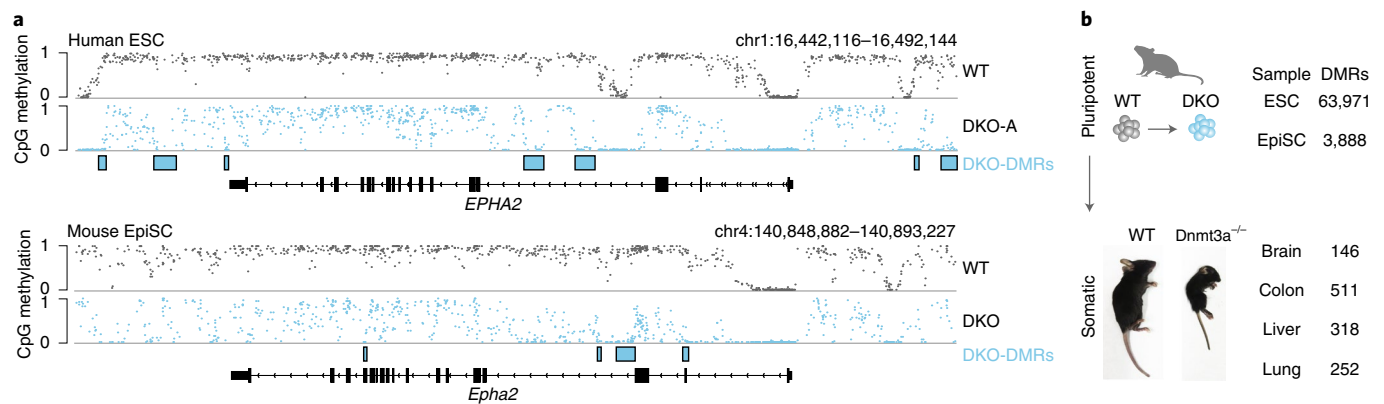 a
Human ESC
chr1:16,442,116–16,492,144
CpG methylation
1
0
WT
1
0
DKO-A
DKO-DMRs
EPHA2
Mouse EpiSC
chr4:140,848,882–140,893,227
CpG methylation
1
0
WT
1
0
DKO
DKO-DMRs
Epha2
b
Pluripotent
WT
DKO
Sample DMRs
ESC 63,971
EpiSC 3,888
Somatic
WT
Dnmt3a−/−
Brain 146
Colon 511
Liver 318
Lung 252